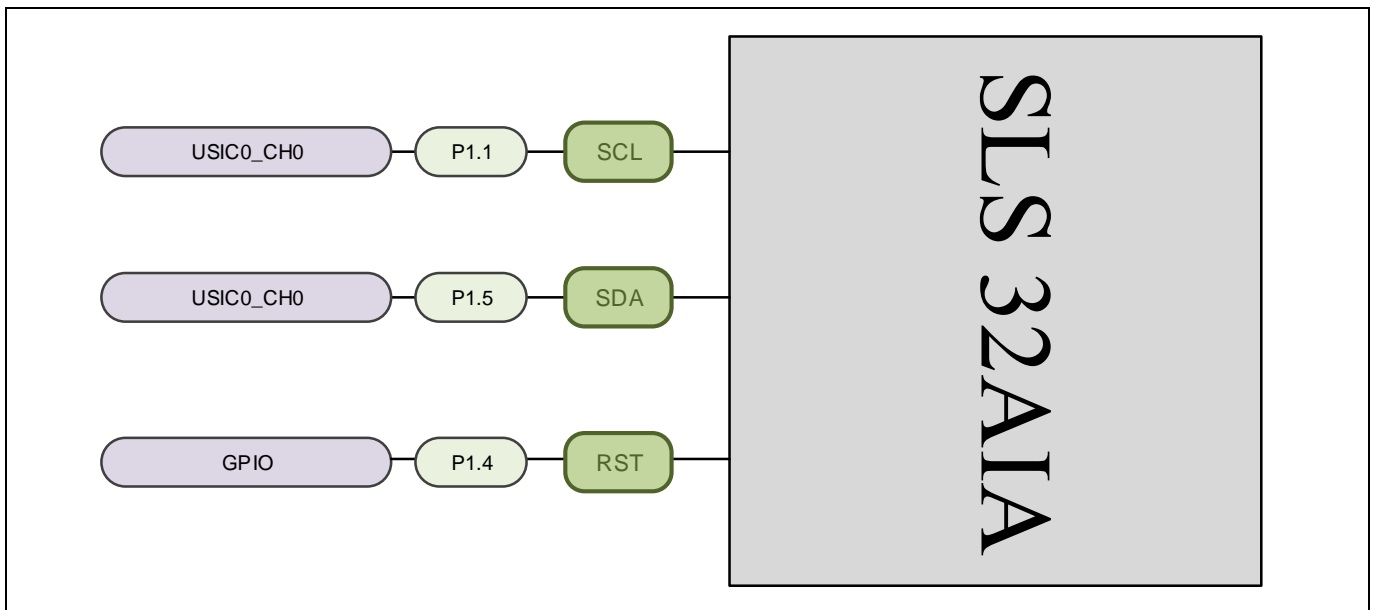 USIC0_CH0 P1.1 SCL
USIC0_CH0 P1.5 SDA
GPIO P1.4 RST
SLS 32AIA